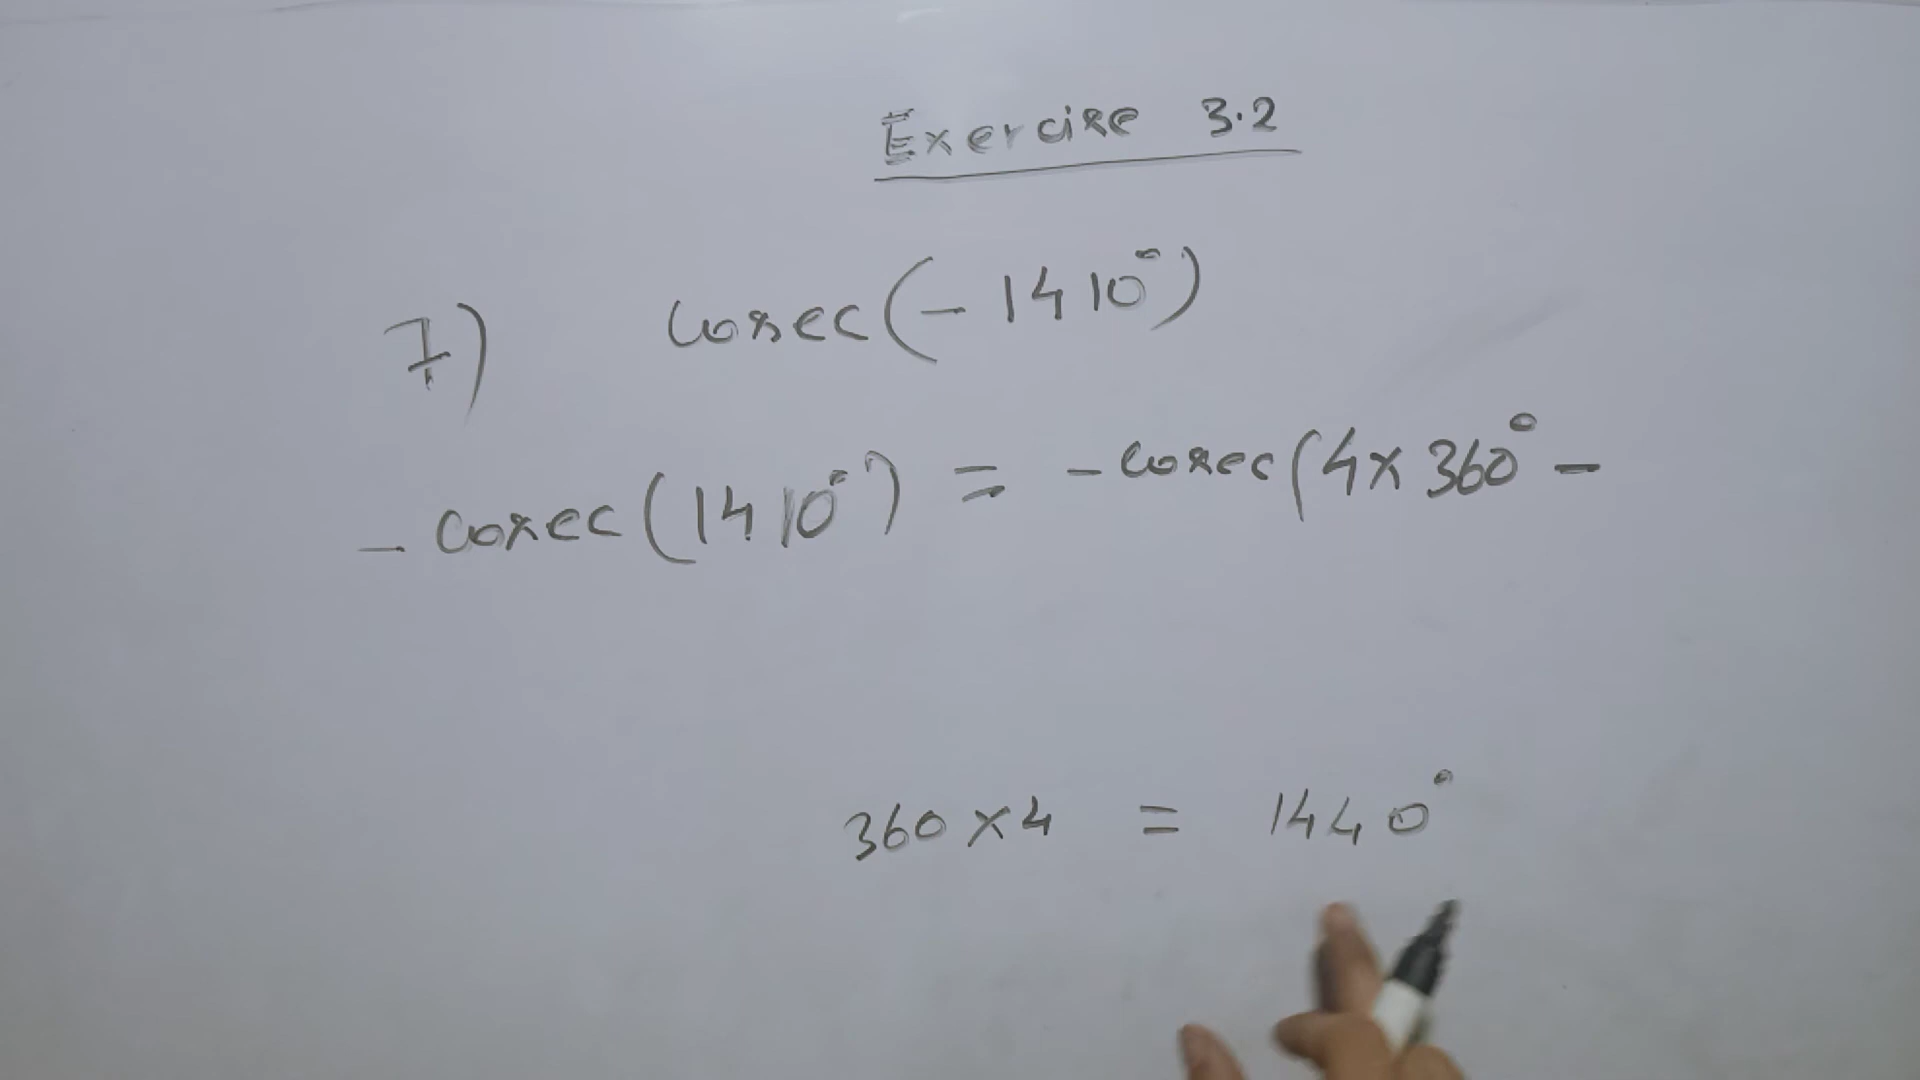 Exercise 3.2
7) Cosec(-1410°)
-Cosec(1410°) = -cosec(4×360°-
360×4 = 1440°